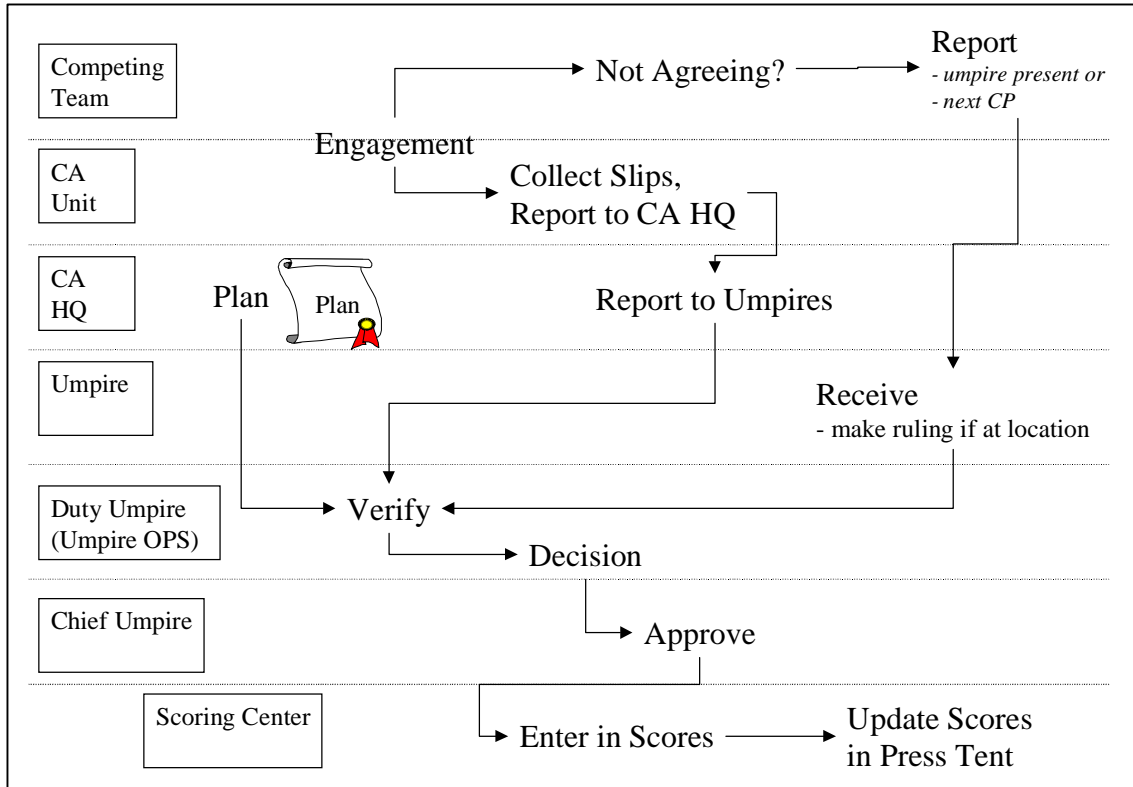 Competing
Team
Not Agreeing?
Report
- umpire present or
- next CP
Engagement
CA
Unit
Collect Slips,
Report to CA HQ
CA
HQ
Plan
Plan
Report to Umpires
Umpire
Receive
- make ruling if at location
Duty Umpire
(Umpire OPS)
Verify
Decision
Chief Umpire
Approve
Scoring Center
Enter in Scores
Update Scores
in Press Tent